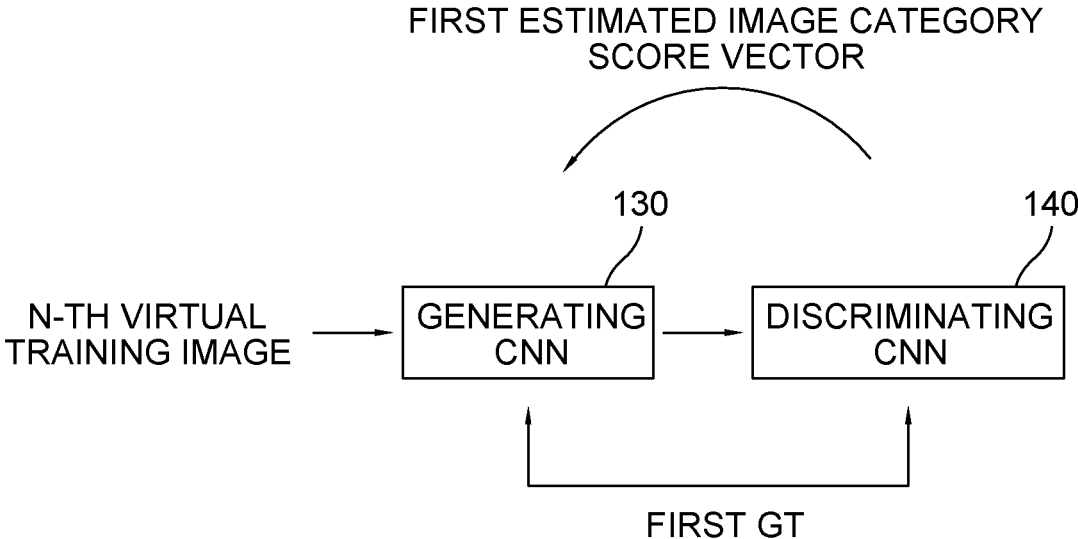 FIRST ESTIMATED IMAGE CATEGORY
SCORE VECTOR
130
140
N-TH VIRTUAL
TRAINING IMAGE
GENERATING
CNN
DISCRIMINATING
CNN
FIRST GT